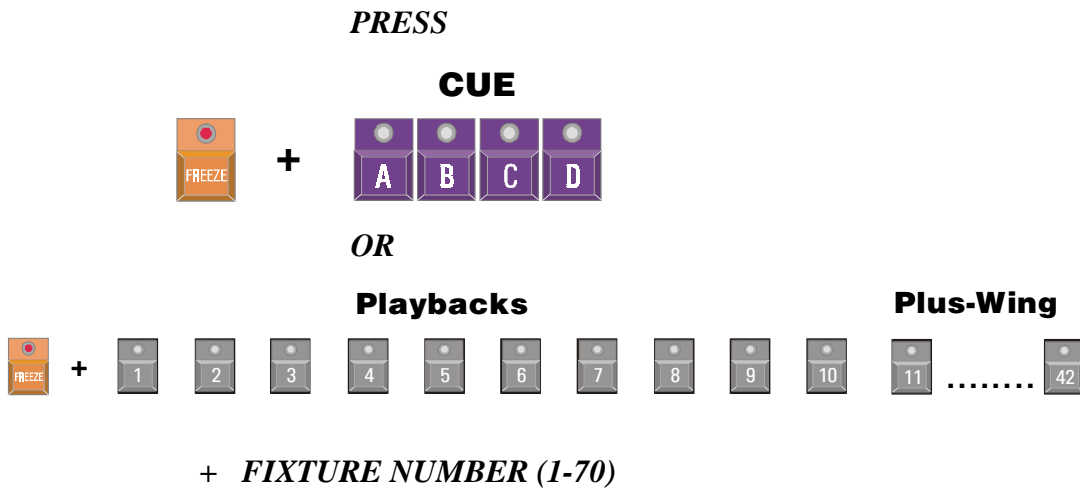 PRESS
CUE
FREEZE + A B C D
OR
Playbacks Plus-Wing
FREEZE + 1 2 3 4 5 6 7 8 9 10 11 ........ 42
+ FIXTURE NUMBER (1-70)